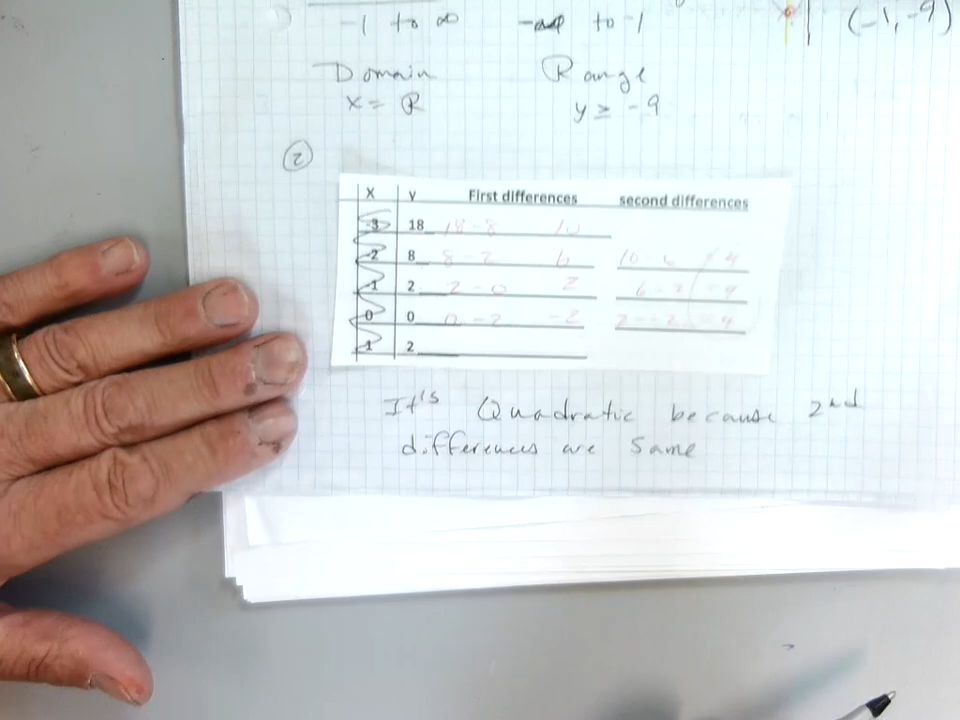 -1 to ∞ -∞ to -1 (-1, -9)
Domain Range
x = R y ≥ -9
2
x y First differences second differences
3 18 18 - 8 10
2 8 8 - 2 6 10 - 6 = 4
1 2 2 - 0 2 6 - 2 = 4
0 0 0 - 2 -2 2 - -2 = 4
1 2
It's Quadratic because 2nd
differences are same